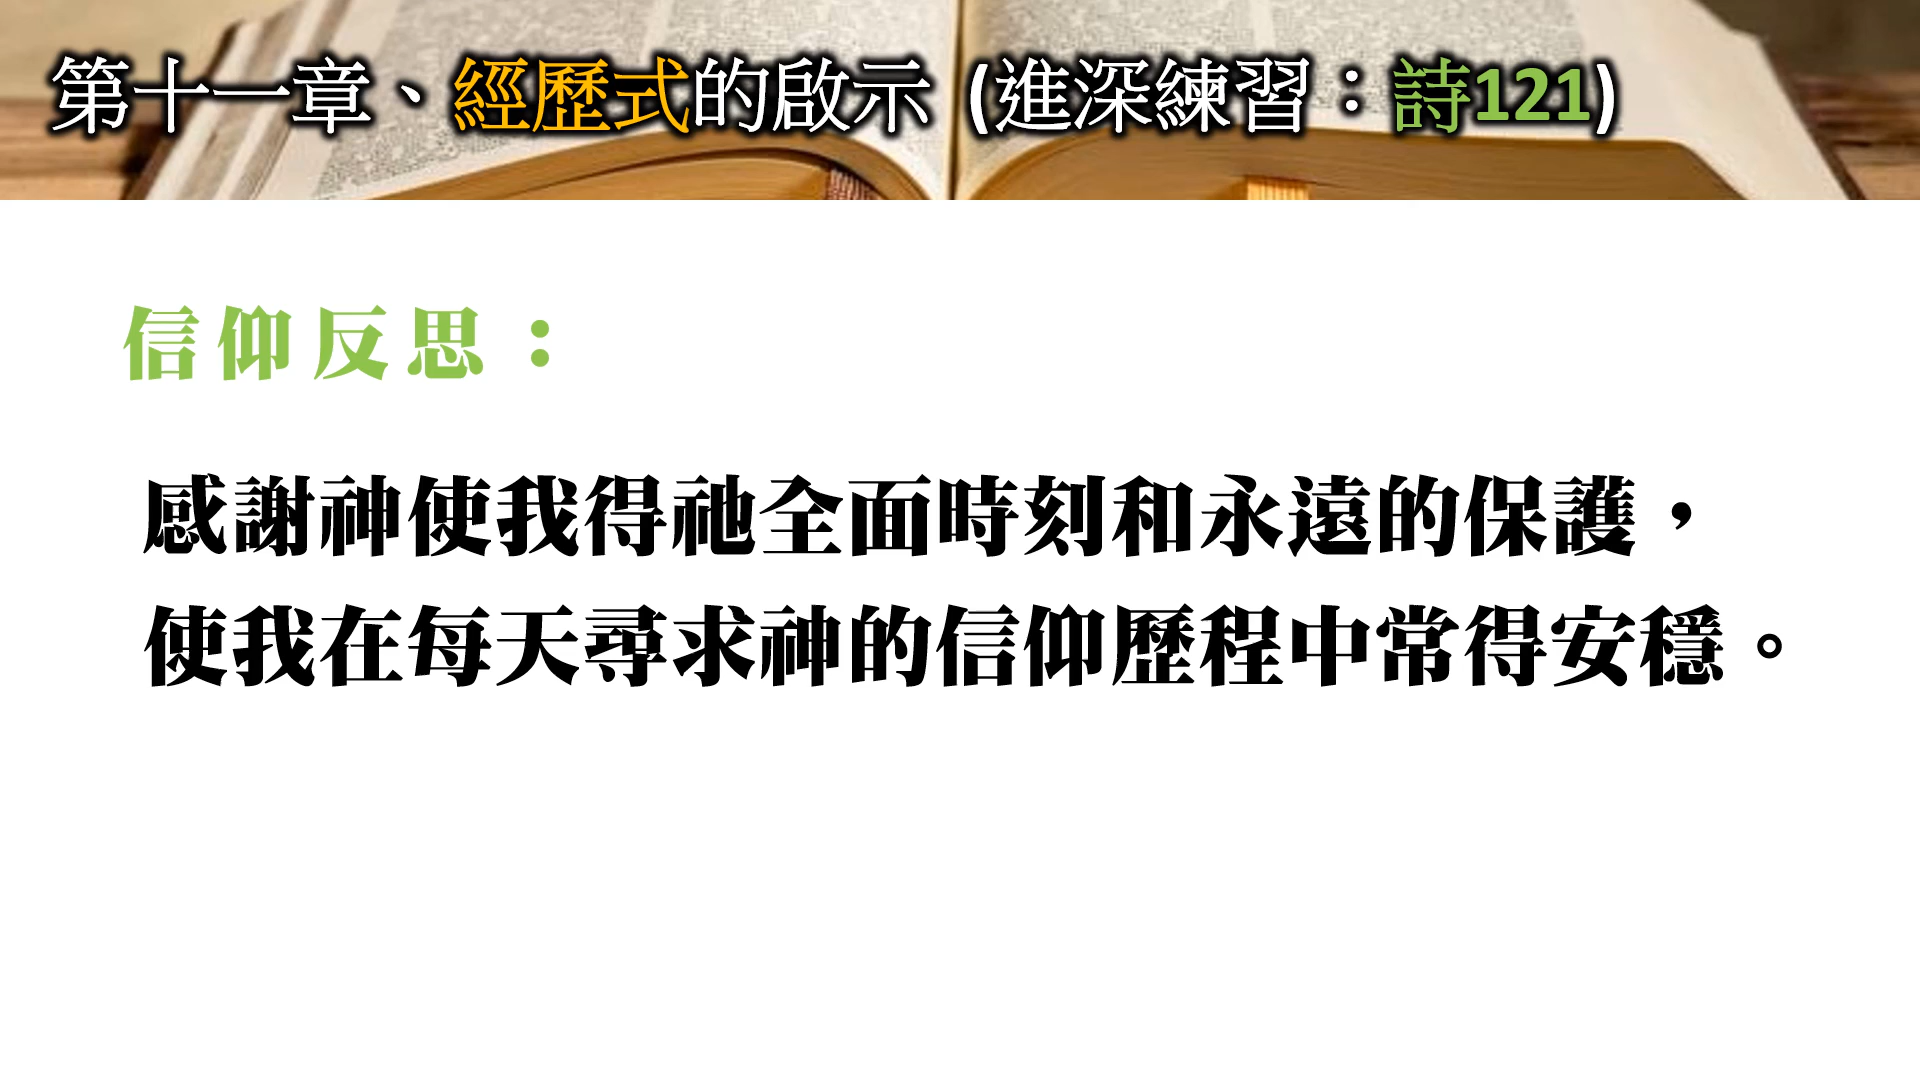 第十一章、經歷式的啟示 (進深練習：詩121)
信仰反思：
感謝神使我得祂全面時刻和永遠的保護，
使我在每天尋求神的信仰歷程中常得安穩。